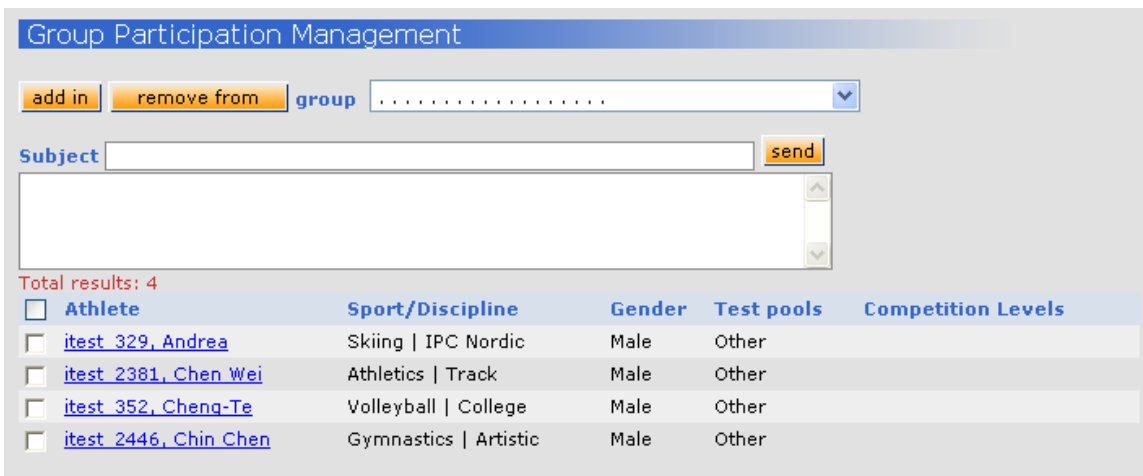 Group Participation Management
add in remove from group . . . . . . . . . . . . . . . . . .
Subject send
Total results: 4
Athlete Sport/Discipline Gender Test pools Competition Levels
itest_329, Andrea Skiing | IPC Nordic Male Other
itest_2381, Chen Wei Athletics | Track Male Other
itest_352, Cheng-Te Volleyball | College Male Other
itest_2446, Chin Chen Gymnastics | Artistic Male Other